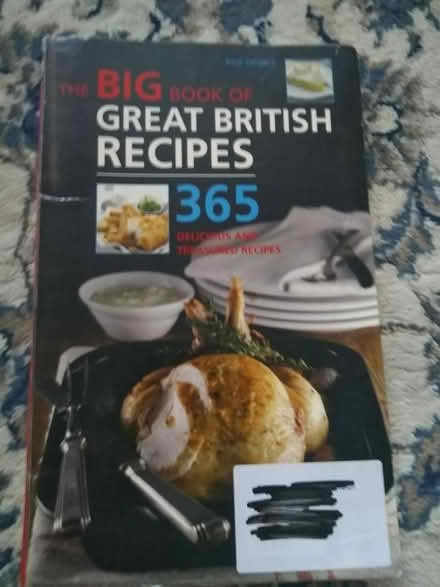 THE BIG BOOK OF
GREAT BRITISH
RECIPES
365
DELICIOUS AND
TREASURED RECIPES